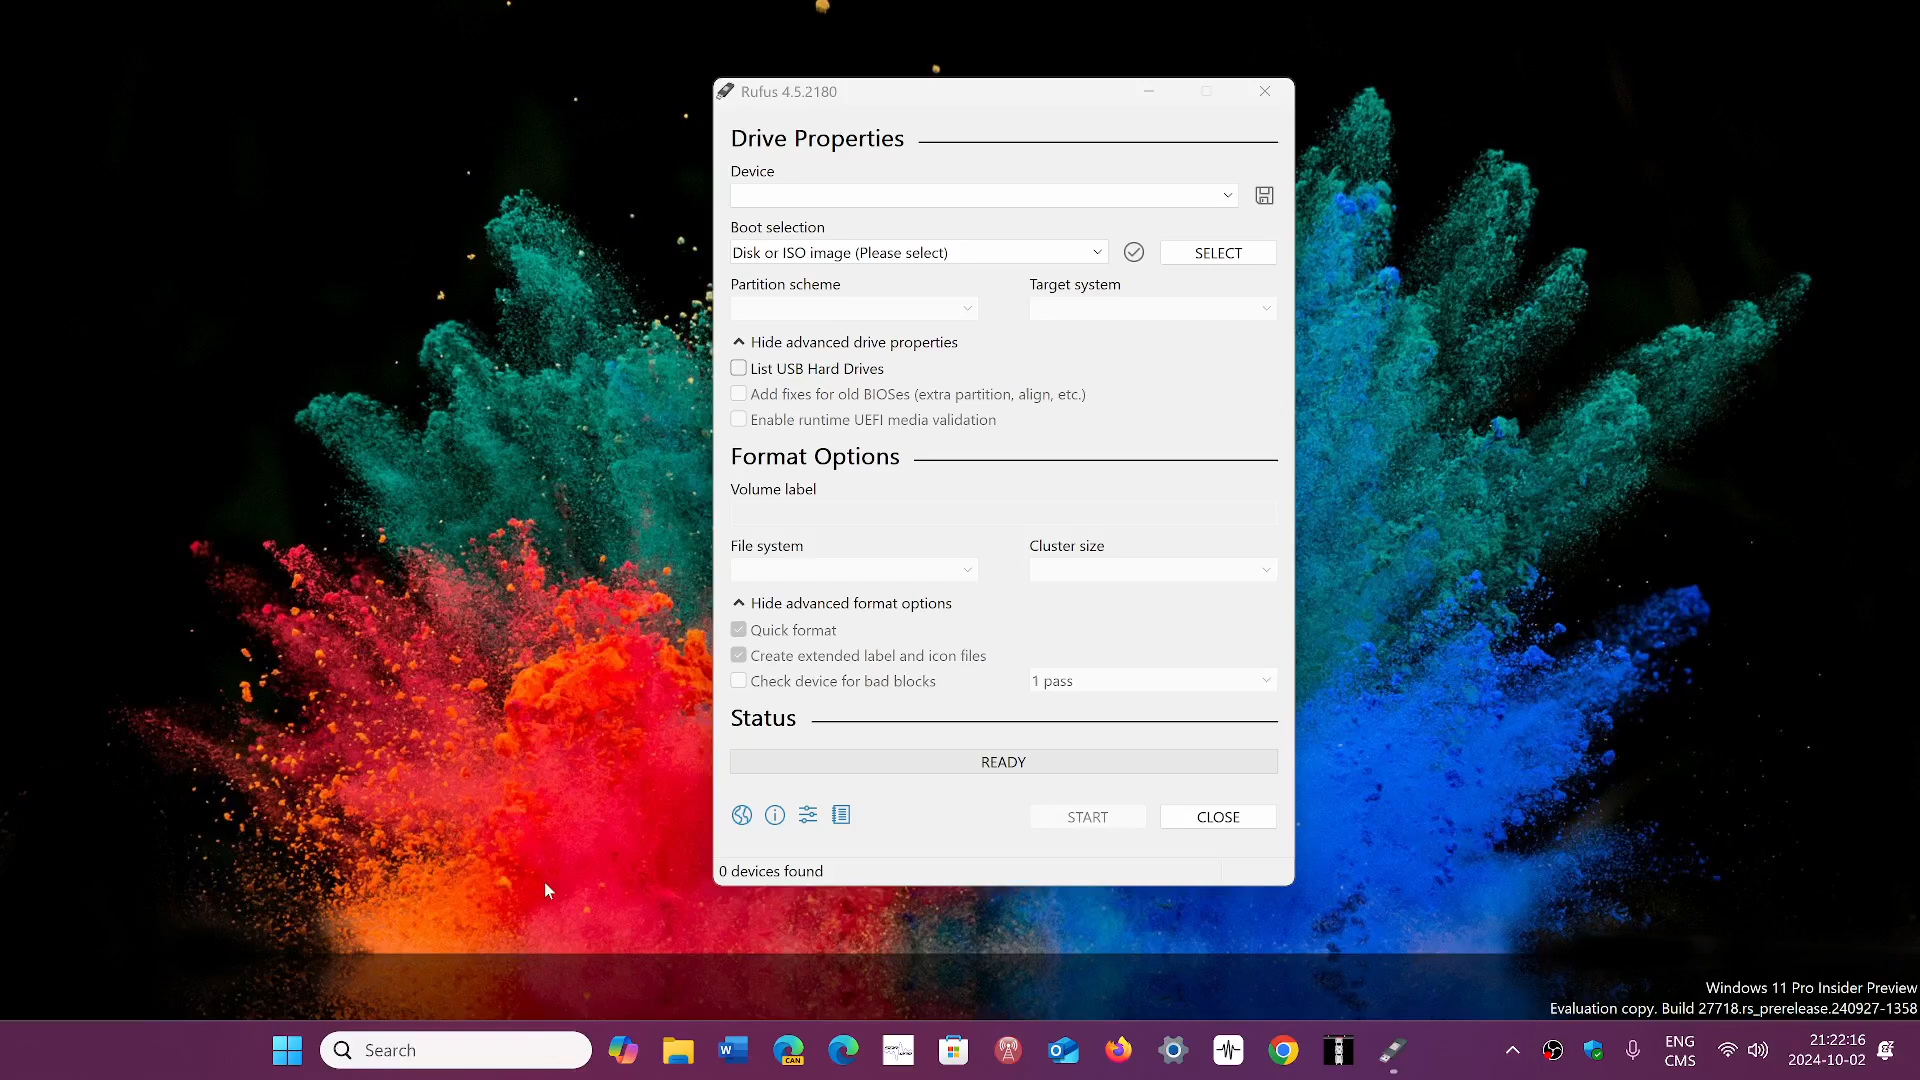 Rufus 4.5.2180
Drive Properties
Device
Boot selection
Disk or ISO image (Please select)
SELECT
Partition scheme
Target system
Hide advanced drive properties
List USB Hard Drives
Add fixes for old BIOSes (extra partition, align, etc.)
Enable runtime UEFI media validation
Format Options
Volume label
File system
Cluster size
Hide advanced format options
Quick format
Create extended label and icon files
Check device for bad blocks
1 pass
Status
READY
START
CLOSE
0 devices found
Windows 11 Pro Insider Preview
Evaluation copy. Build 27718.rs_prerelease.240927-1358
Search
W
CAN
ENG
CMS
21:22:16
2024-10-02